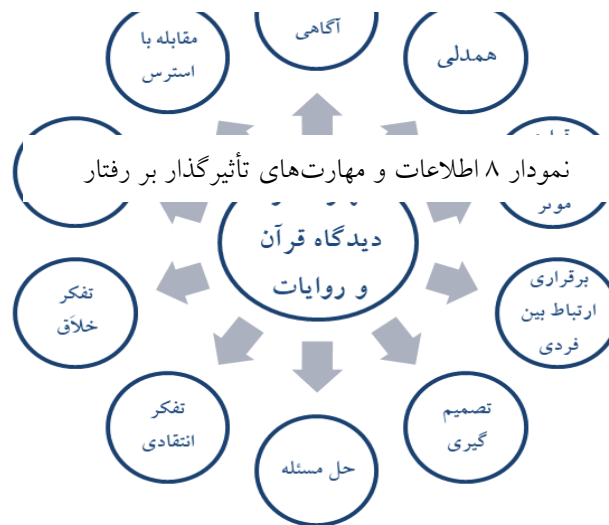 آگاهی
همدلی
مقابله با
استرس
نمودار ۸ اطلاعات و مهارت‌های تأثیرگذار بر رفتار
دیدگاه قرآن
و روایات
برقراری
ارتباط بین
فردی
تفکر
خلاّق
تصمیم
گیری
تفکر
انتقادی
حل مسئله